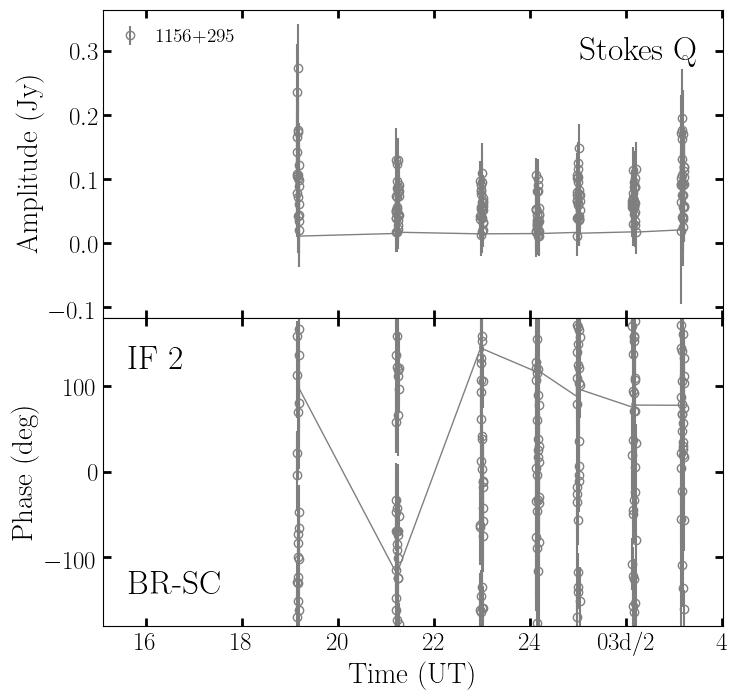 1156+295
Stokes Q
0.3
0.2
0.1
0.0
−0.1
Amplitude (Jy)
IF 2
100
0
−100
Phase (deg)
BR-SC
16 18 20 22 24 03d/2 4
Time (UT)